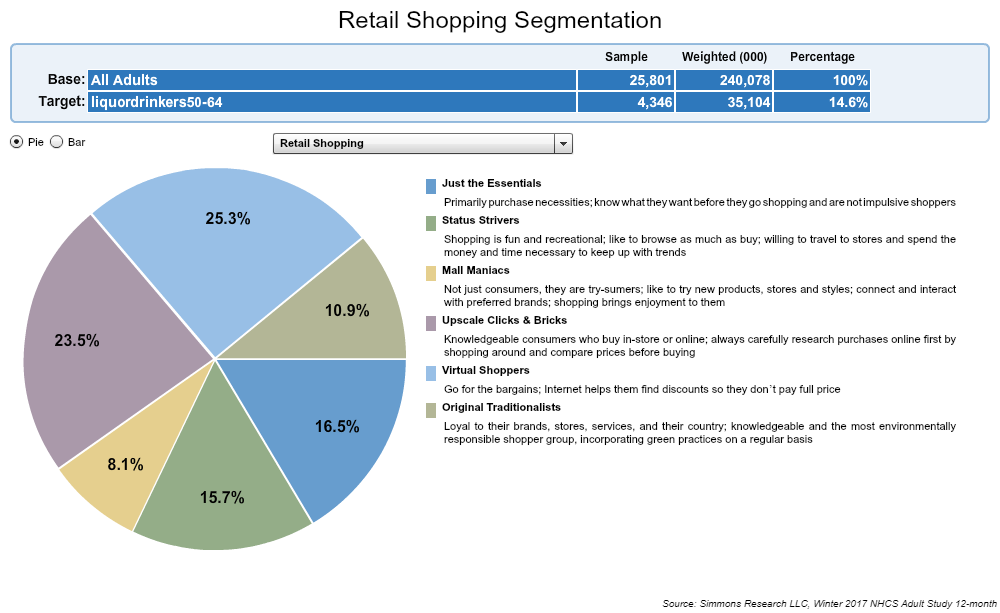 Retail Shopping Segmentation
Sample Weighted (000) Percentage
Base: All Adults 25,801 240,078 100%
Target: liquordrinkers50-64 4,346 35,104 14.6%
Pie Bar Retail Shopping
25.3%
10.9%
23.5%
16.5%
8.1%
15.7%
Just the Essentials
Primarily purchase necessities; know what they want before they go shopping and are not impulsive shoppers
Status Strivers
Shopping is fun and recreational; like to browse as much as buy; willing to travel to stores and spend the
money and time necessary to keep up with trends
Mall Maniacs
Not just consumers, they are try-sumers; like to try new products, stores and styles; connect and interact
with preferred brands; shopping brings enjoyment to them
Upscale Clicks & Bricks
Knowledgeable consumers who buy in-store or online; always carefully research purchases online first by
shopping around and compare prices before buying
Virtual Shoppers
Go for the bargains; Internet helps them find discounts so they don't pay full price
Original Traditionalists
Loyal to their brands, stores, services, and their country; knowledgeable and the most environmentally
responsible shopper group, incorporating green practices on a regular basis
Source: Simmons Research LLC, Winter 2017 NHCS Adult Study 12-month